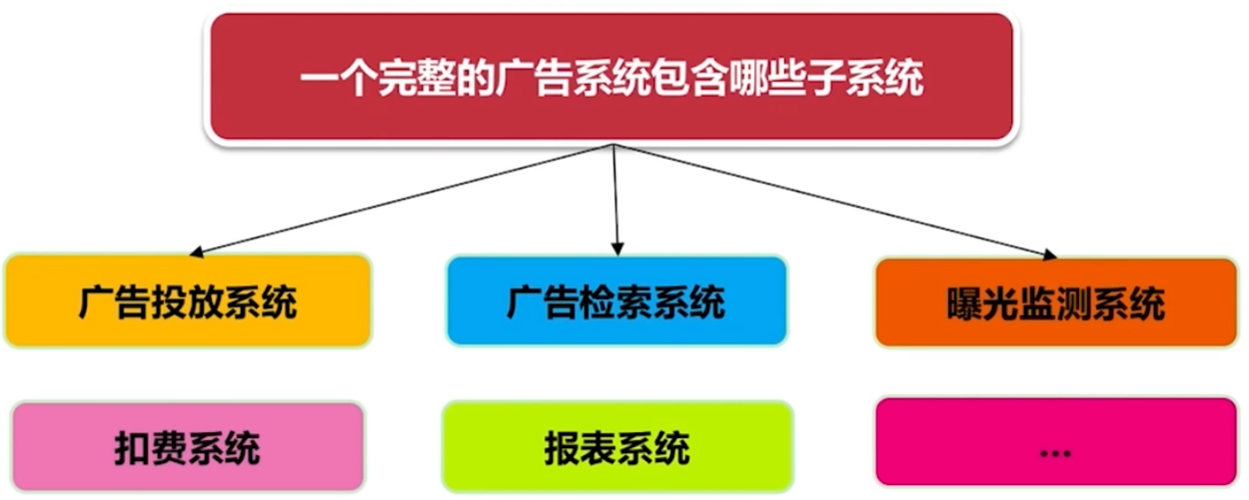 一个完整的广告系统包含哪些子系统
广告投放系统
广告检索系统
曝光监测系统
扣费系统
报表系统
...